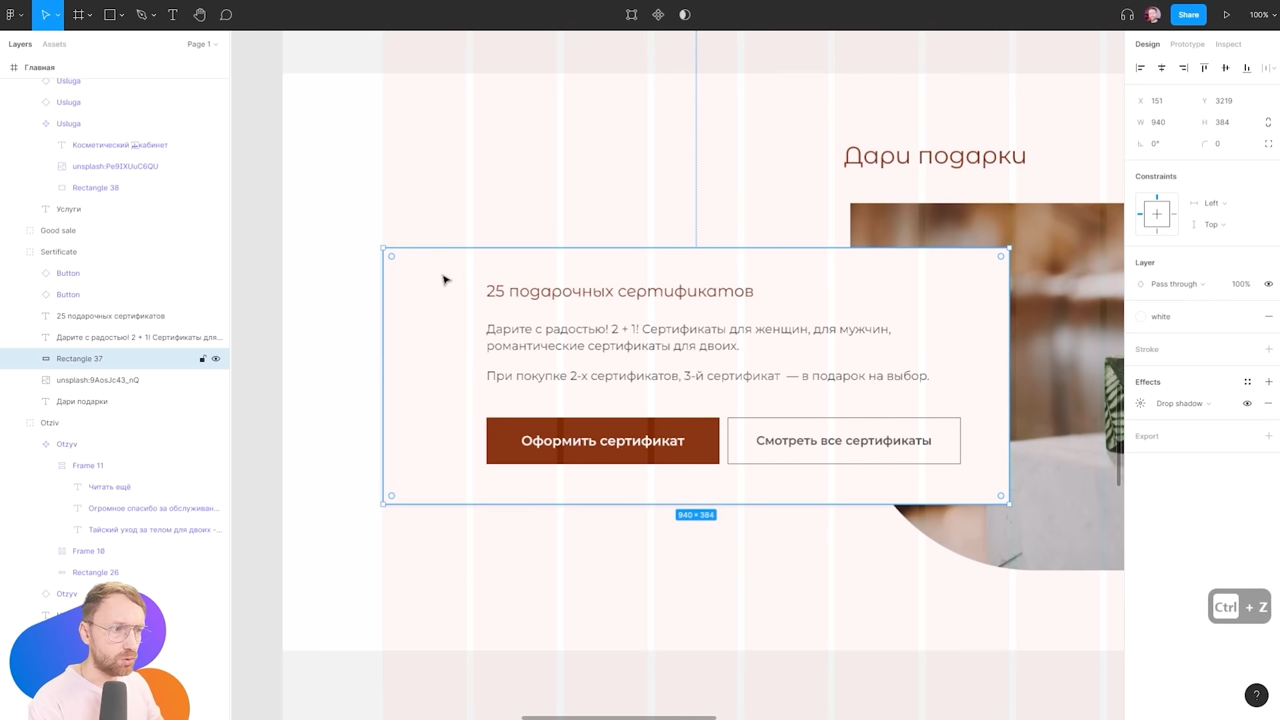 Share
100%
Layers
Assets
Page 1
Главная
Usluga
Usluga
Usluga
unsplash:Pe9IXUuC6QU
Rectangle 38
Услуги
Good sale
Sertificate
Button
Button
25 подарочных сертификатов
Дарите с радостью! 2 + 1! Сертификаты для...
Rectangle 37
unsplash:9AosJc43_nQ
Дари подарки
Otziv
Otzyv
Frame 11
Читать ещё
Огромное спасибо за обслуживан...
Тайский уход за телом для двоих -...
Frame 10
Rectangle 26
Otzyv
Дари подарки
25 подарочных сертификатов
Дарите с радостью! 2 + 1! Сертификаты для женщин, для мужчин,
романтические сертификаты для двоих.
При покупке 2-х сертификатов, 3-й сертификат — в подарок на выбор.
Оформить сертификат
Смотреть все сертификаты
940 × 384
Design
Prototype
Inspect
X 151
Y 3219
W 940
H 384
0°
0
Constraints
Left
Top
Layer
Pass through
100%
white
Stroke
Effects
Drop shadow
Export
Ctrl + Z
?